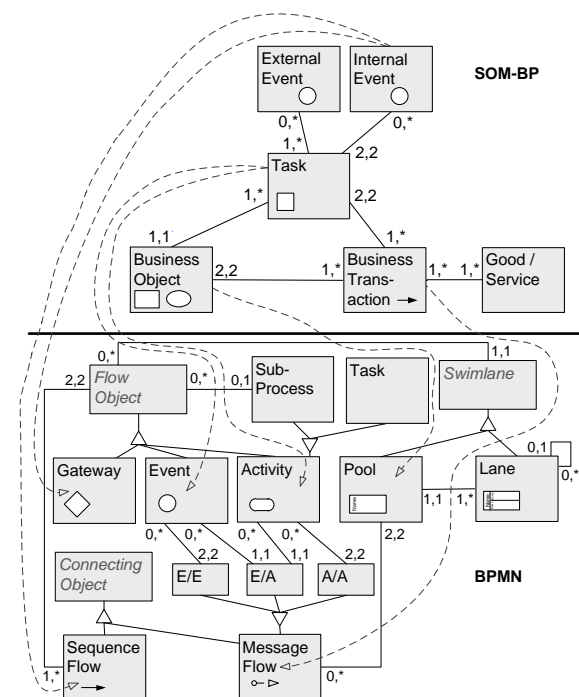 External
Event
Internal
Event
SOM-BP
0,*
0,*
1,*
2,2
Task
1,*
2,2
1,1
1,*
Business
Object
2,2
1,*
Business
Trans-
action
1,*
1,*
Good /
Service
0,*
1,1
2,2
Flow
Object
0,*
0,1
Sub-
Process
Task
Swimlane
Gateway
Event
Activity
Pool
Name
1,1
1,*
Lane
0,1
0,*
0,*
0,*
0,*
0,*
2,2
1,1
1,1
2,2
2,2
E/E
E/A
A/A
Connecting
Object
BPMN
1,*
Sequence
Flow
Message
Flow
0,*